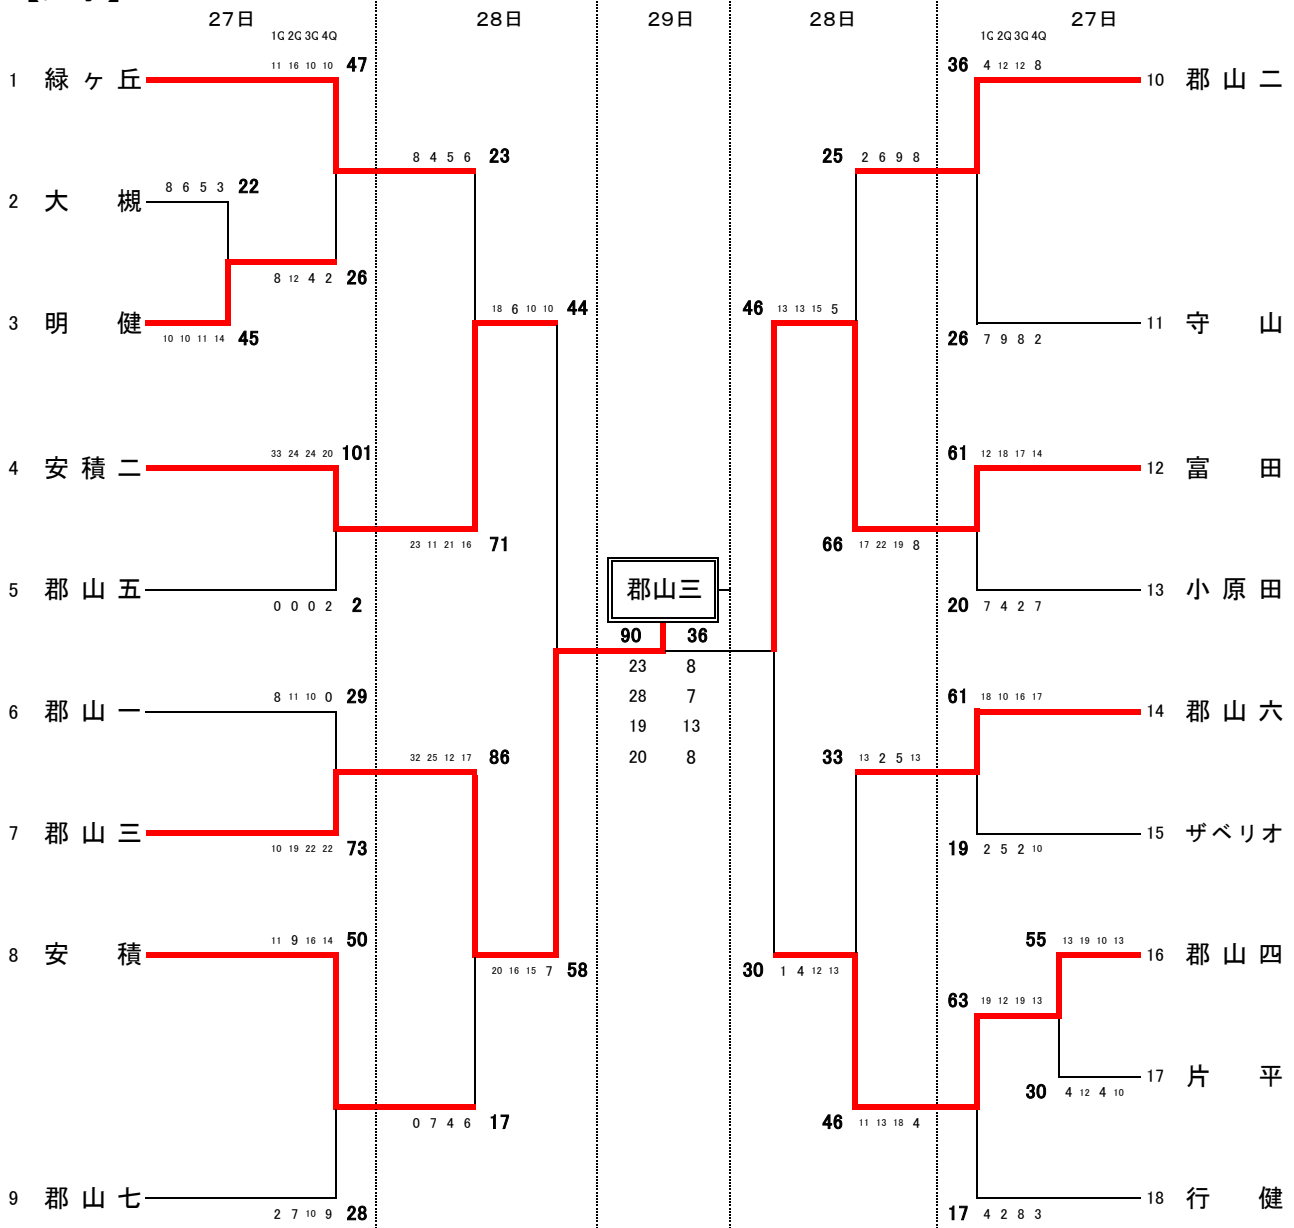 27日 28日 29日 28日 27日
1Q 2Q 3Q 4Q 1Q 2Q 3Q 4Q
11 16 10 10 47 36 4 12 12 8
1 緑ヶ丘 10 郡山二
8 4 5 6 23 25 2 6 9 8
8 6 5 3 22
2 大槻
8 12 4 2 26
18 6 10 10 44 46 13 13 15 5
3 明健 11 守山
10 10 11 14 45 26 7 9 8 2
33 24 24 20 101 61 12 18 17 14
4 安積二 12 富田
23 11 21 16 71 66 17 22 19 8
5 郡山五 郡山三 13 小原田
0 0 0 2 2 20 7 4 2 7
90 36
23 8
28 7
8 11 10 0 29 61 18 10 16 17
6 郡山一 14 郡山六
19 13
32 25 12 17 86 20 8 33 13 2 5 13
7 郡山三 15 ザベリオ
10 19 22 22 73 19 2 5 2 10
11 9 16 14 50 55 13 19 10 13
8 安積 16 郡山四
20 16 15 7 58 30 1 4 12 13
63 19 12 19 13
17 片平
30 4 12 4 10
0 7 4 6 17 46 11 13 18 4
9 郡山七 18 行健
2 7 10 9 28 17 4 2 8 3